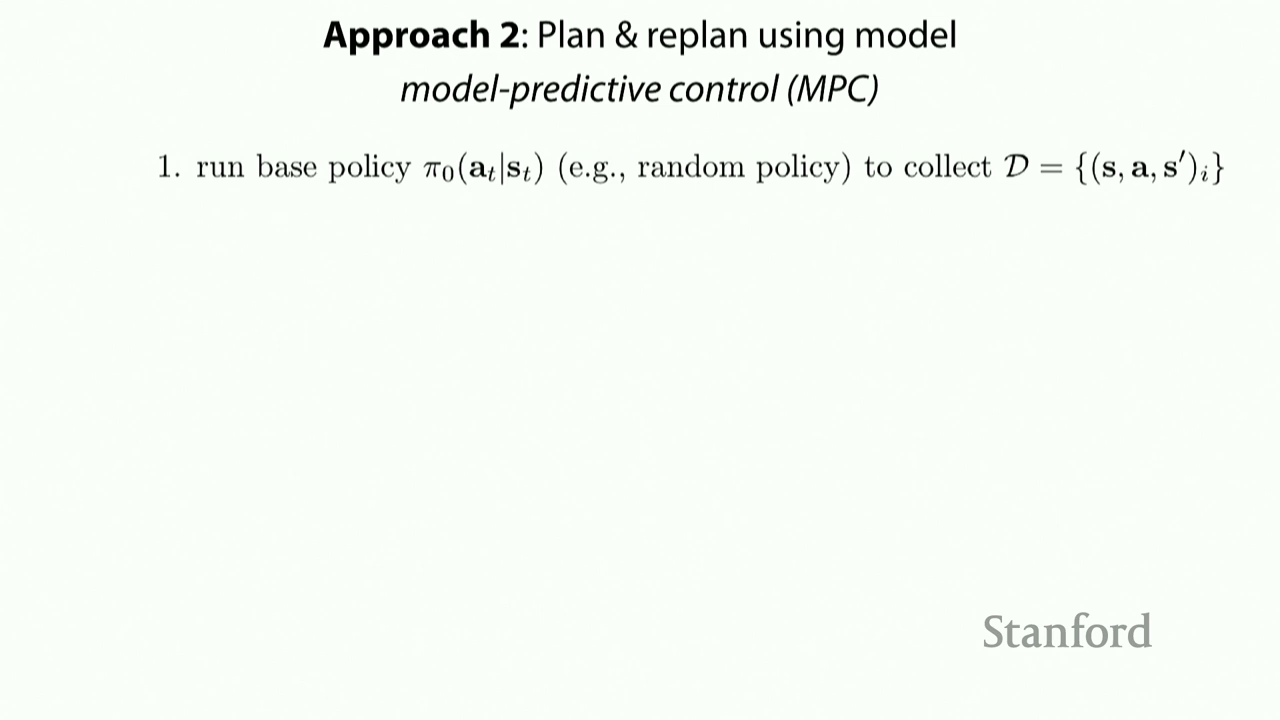 Approach 2: Plan & replan using model
model-predictive control (MPC)
1. run base policy π₀(aₜ|sₜ) (e.g., random policy) to collect 𝒟 = {(s, a, s′)ᵢ}
Stanford